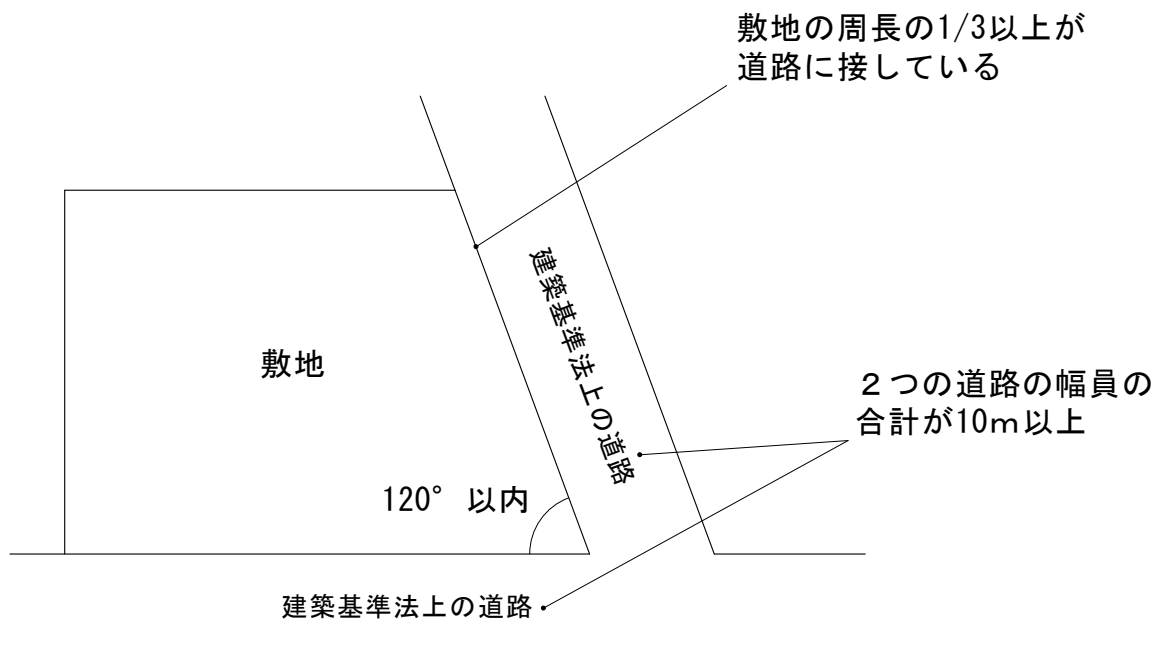 敷地の周長の1/3以上が
道路に接している
建築基準法上の道路
敷地
２つの道路の幅員の
合計が10ｍ以上
120°以内
建築基準法上の道路